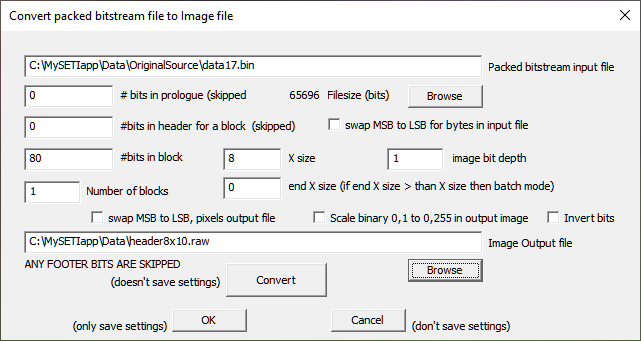 Convert packed bitstream file to Image file
C:\MySETIapp\Data\OriginalSource\data17.bin Packed bitstream input file
0 # bits in prologue (skipped 65696 Filesize (bits) Browse
0 #bits in header for a block (skipped) swap MSB to LSB for bytes in input file
80 #bits in block 8 X size 1 image bit depth
1 Number of blocks 0 end X size (if end X size > than X size then batch mode)
swap MSB to LSB, pixels output file Scale binary 0,1 to 0,255 in output image Invert bits
C:\MySETIapp\Data\header8x10.raw Image Output file
ANY FOOTER BITS ARE SKIPPED Browse
(doesn't save settings) Convert
(only save settings) OK Cancel (don't save settings)